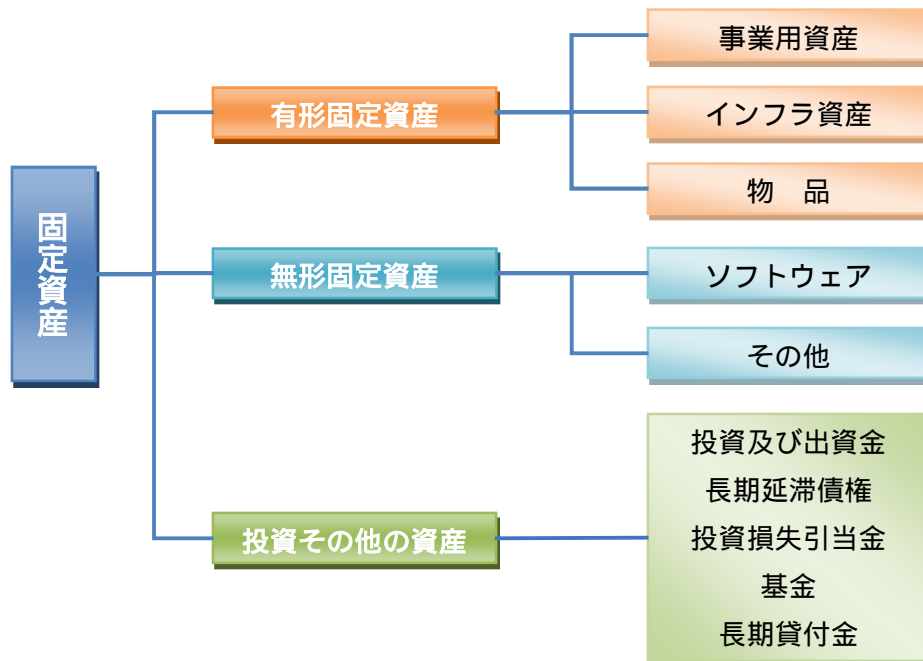 固定資産
有形固定資産
事業用資産
インフラ資産
物　品
無形固定資産
ソフトウェア
その他
投資その他の資産
投資及び出資金
長期延滞債権
投資損失引当金
基金
長期貸付金